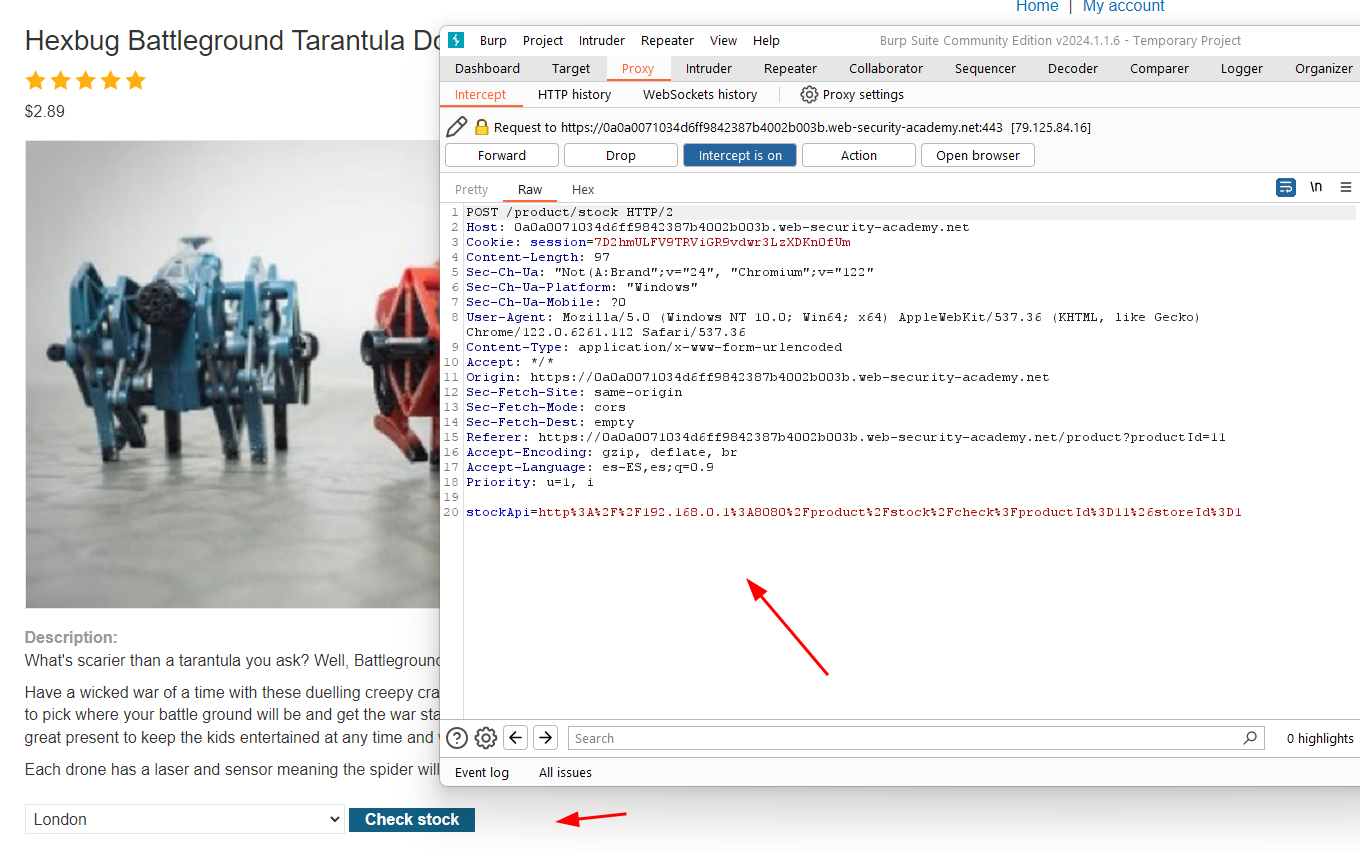 Home | My account
Hexbug Battleground Tarantula Do
$2.89
Burp Project Intruder Repeater View Help Burp Suite Community Edition v2024.1.1.6 - Temporary Project
Dashboard Target Proxy Intruder Repeater Collaborator Sequencer Decoder Comparer Logger Organizer
Intercept HTTP history WebSockets history Proxy settings
Request to https://0a0a0071034d6ff9842387b4002b003b.web-security-academy.net:443 [79.125.84.16]
Forward Drop Intercept is on Action Open browser
Pretty Raw Hex \n
1 POST /product/stock HTTP/2
2 Host: 0a0a0071034d6ff9842387b4002b003b.web-security-academy.net
3 Cookie: session=7D2hmULFV9TRViGR9vdwr3LzXDKnOfUm
4 Content-Length: 97
5 Sec-Ch-Ua: "Not(A:Brand";v="24", "Chromium";v="122"
6 Sec-Ch-Ua-Platform: "Windows"
7 Sec-Ch-Ua-Mobile: ?0
8 User-Agent: Mozilla/5.0 (Windows NT 10.0; Win64; x64) AppleWebKit/537.36 (KHTML, like Gecko)
Chrome/122.0.6261.112 Safari/537.36
9 Content-Type: application/x-www-form-urlencoded
10 Accept: */*
11 Origin: https://0a0a0071034d6ff9842387b4002b003b.web-security-academy.net
12 Sec-Fetch-Site: same-origin
13 Sec-Fetch-Mode: cors
14 Sec-Fetch-Dest: empty
15 Referer: https://0a0a0071034d6ff9842387b4002b003b.web-security-academy.net/product?productId=11
16 Accept-Encoding: gzip, deflate, br
17 Accept-Language: es-ES,es;q=0.9
18 Priority: u=1, i
19
20 stockApi=http%3A%2F%2F192.168.0.1%3A8080%2Fproduct%2Fstock%2Fcheck%3FproductId%3D11%26storeId%3D1
Search 0 highlights
Event log All issues
Description:
What's scarier than a tarantula you ask? Well, Battleground
Have a wicked war of a time with these duelling creepy cra
to pick where your battle ground will be and get the war sta
great present to keep the kids entertained at any time and
Each drone has a laser and sensor meaning the spider will
London Check stock